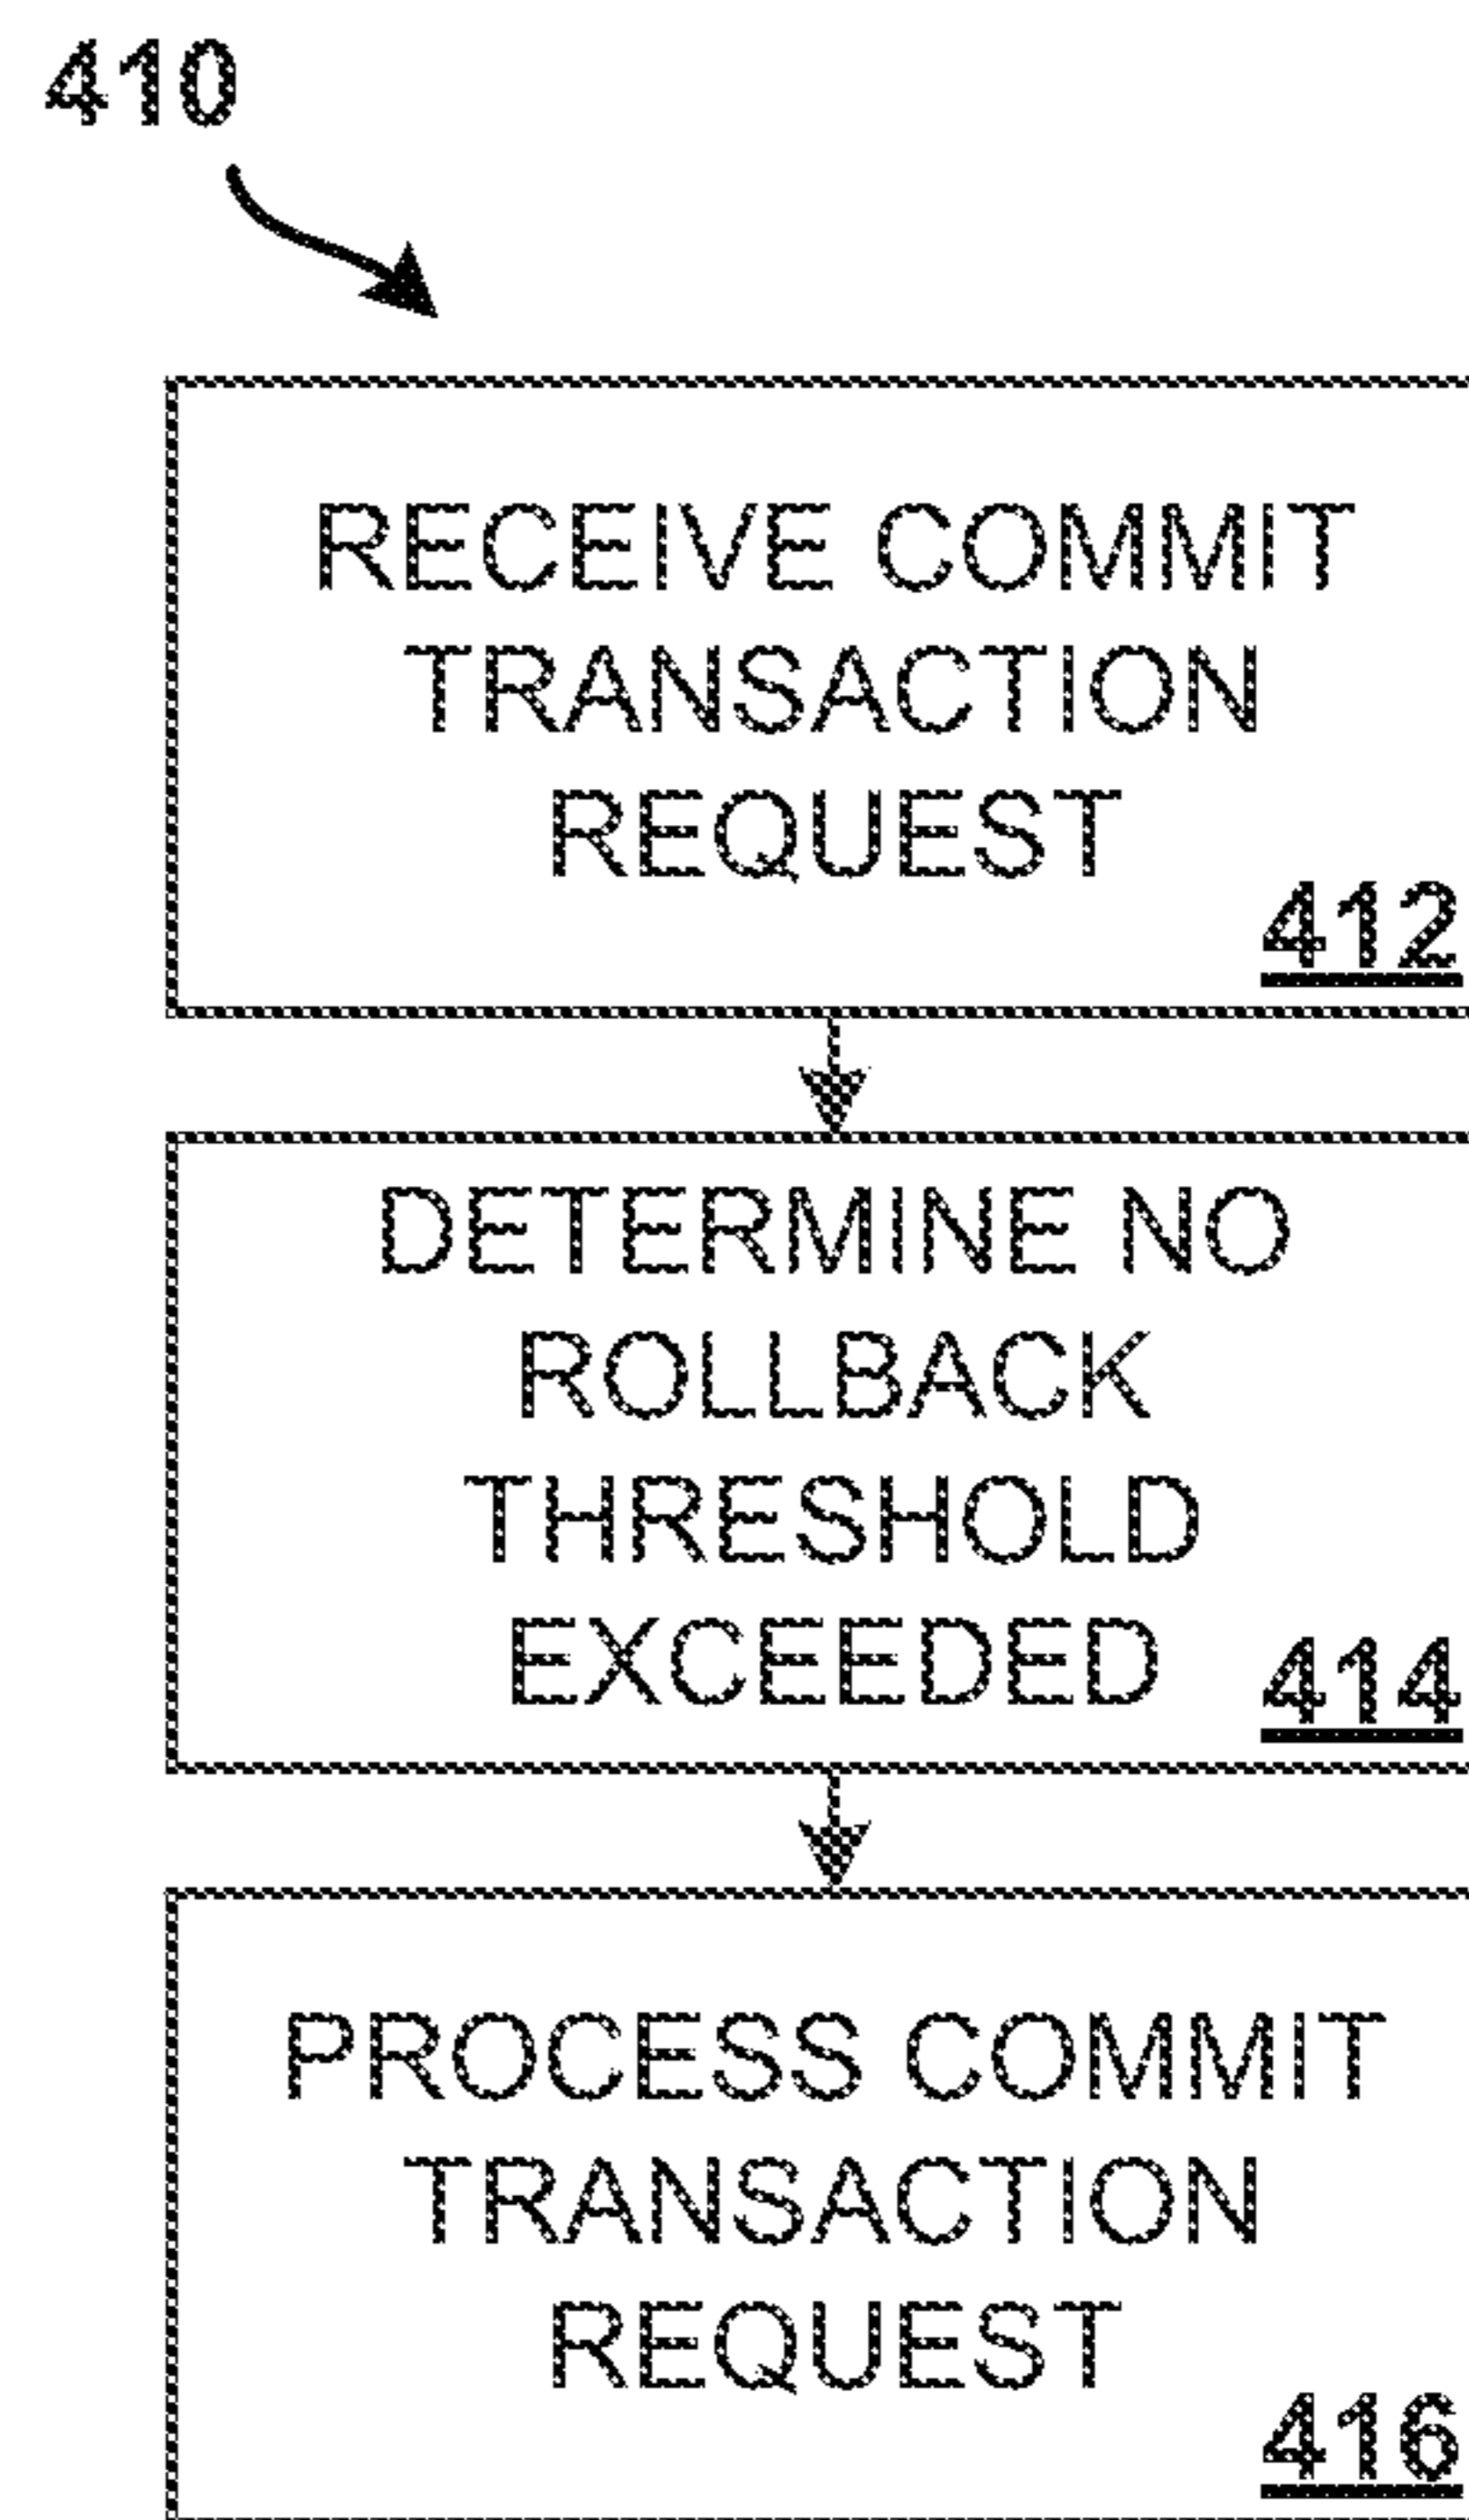 410
RECEIVE COMMIT
TRANSACTION
REQUEST
412
DETERMINE NO
ROLLBACK
THRESHOLD
EXCEEDED
414
PROCESS COMMIT
TRANSACTION
REQUEST
416